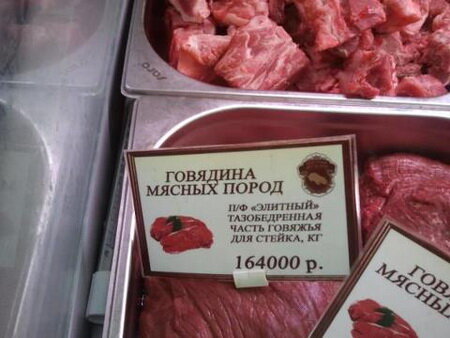 ГОВЯДИНА
МЯСНЫХ ПОРОД
П/Ф «ЭЛИТНЫЙ»
ТАЗОБЕДРЕННАЯ
ЧАСТЬ ГОВЯЖЬЯ
ДЛЯ СТЕЙКА, КГ
164000 р.
ГОВ
МЯСНЫ